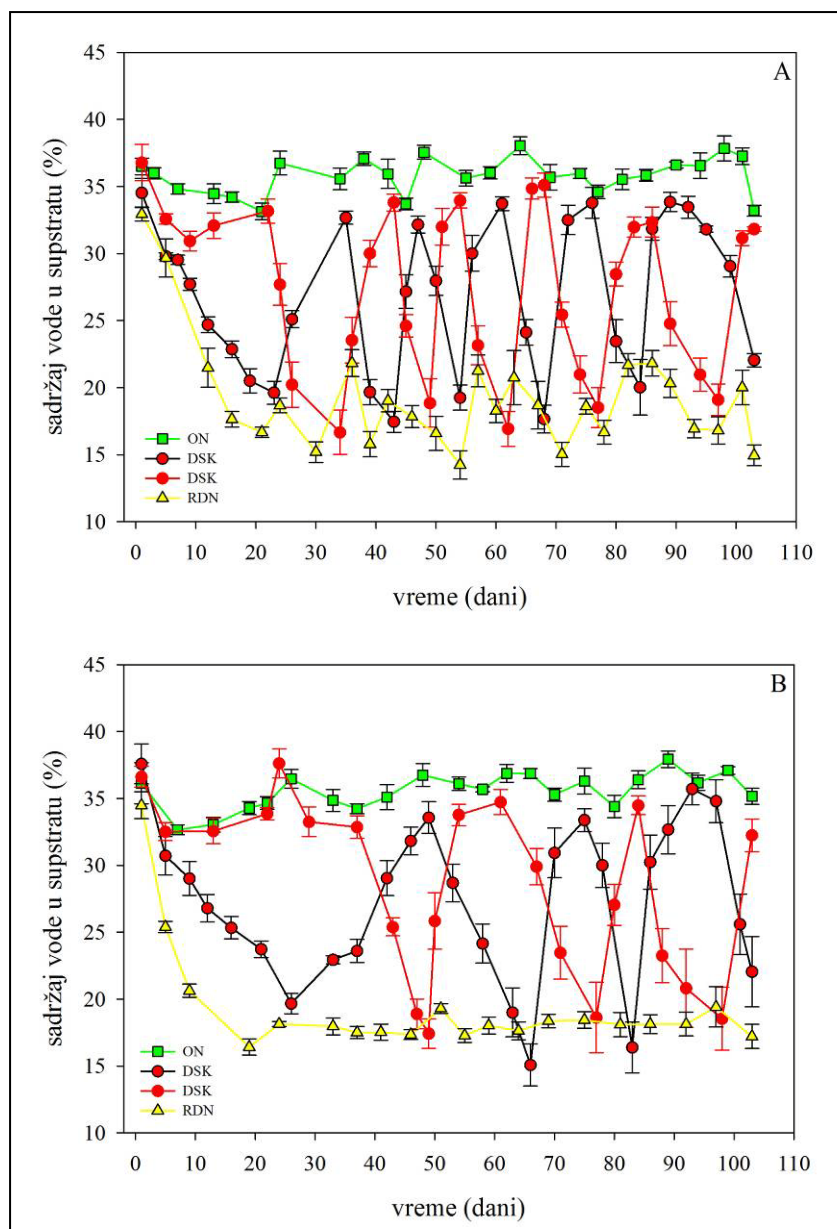 A
45
40
35
30
25
20
15
10
sadržaj vode u supstratu (%)
ON
DSK
DSK
RDN
0 10 20 30 40 50 60 70 80 90 100 110
vreme (dani)
B
45
40
35
30
25
20
15
10
sadržaj vode u supstratu (%)
ON
DSK
DSK
RDN
0 10 20 30 40 50 60 70 80 90 100 110
vreme (dani)